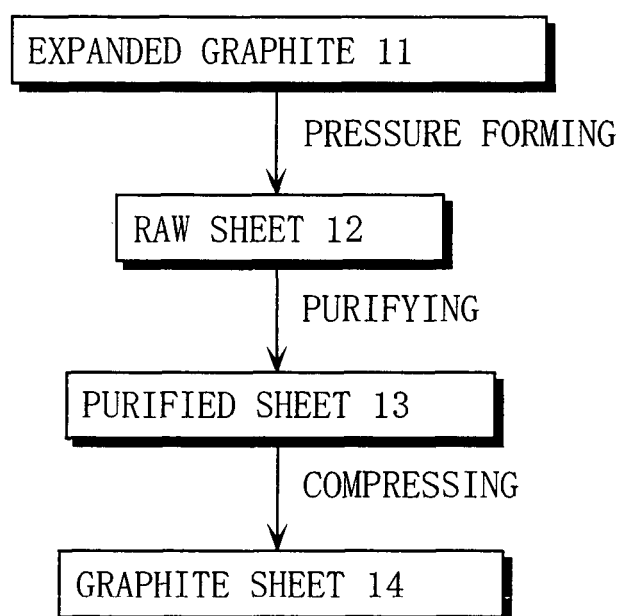 EXPANDED GRAPHITE 11
PRESSURE FORMING
RAW SHEET 12
PURIFYING
PURIFIED SHEET 13
COMPRESSING
GRAPHITE SHEET 14